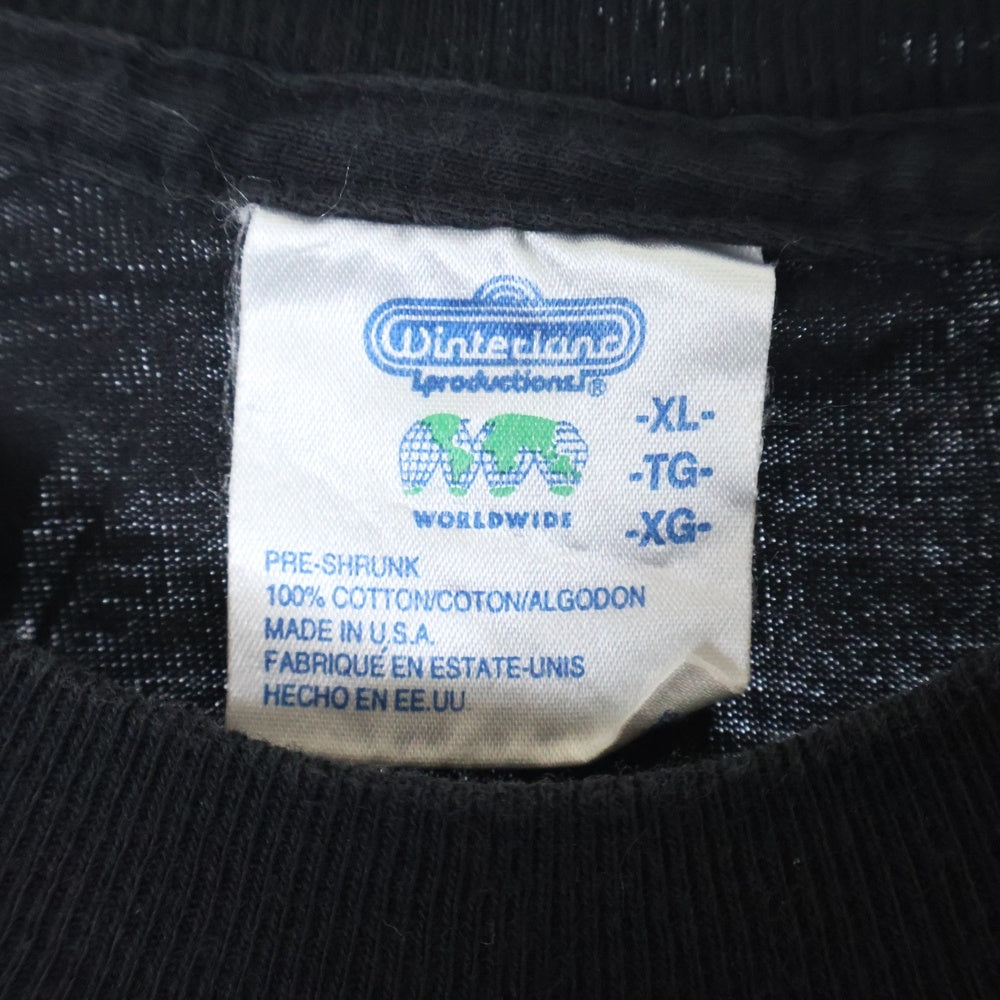 Winterland
productions®
-XL-
-TG-
-XG-
WORLDWIDE
PRE-SHRUNK
100% COTTON/COTON/ALGODON
MADE IN U.S.A.
FABRIQUÉ EN ESTATE-UNIS
HECHO EN EE.UU